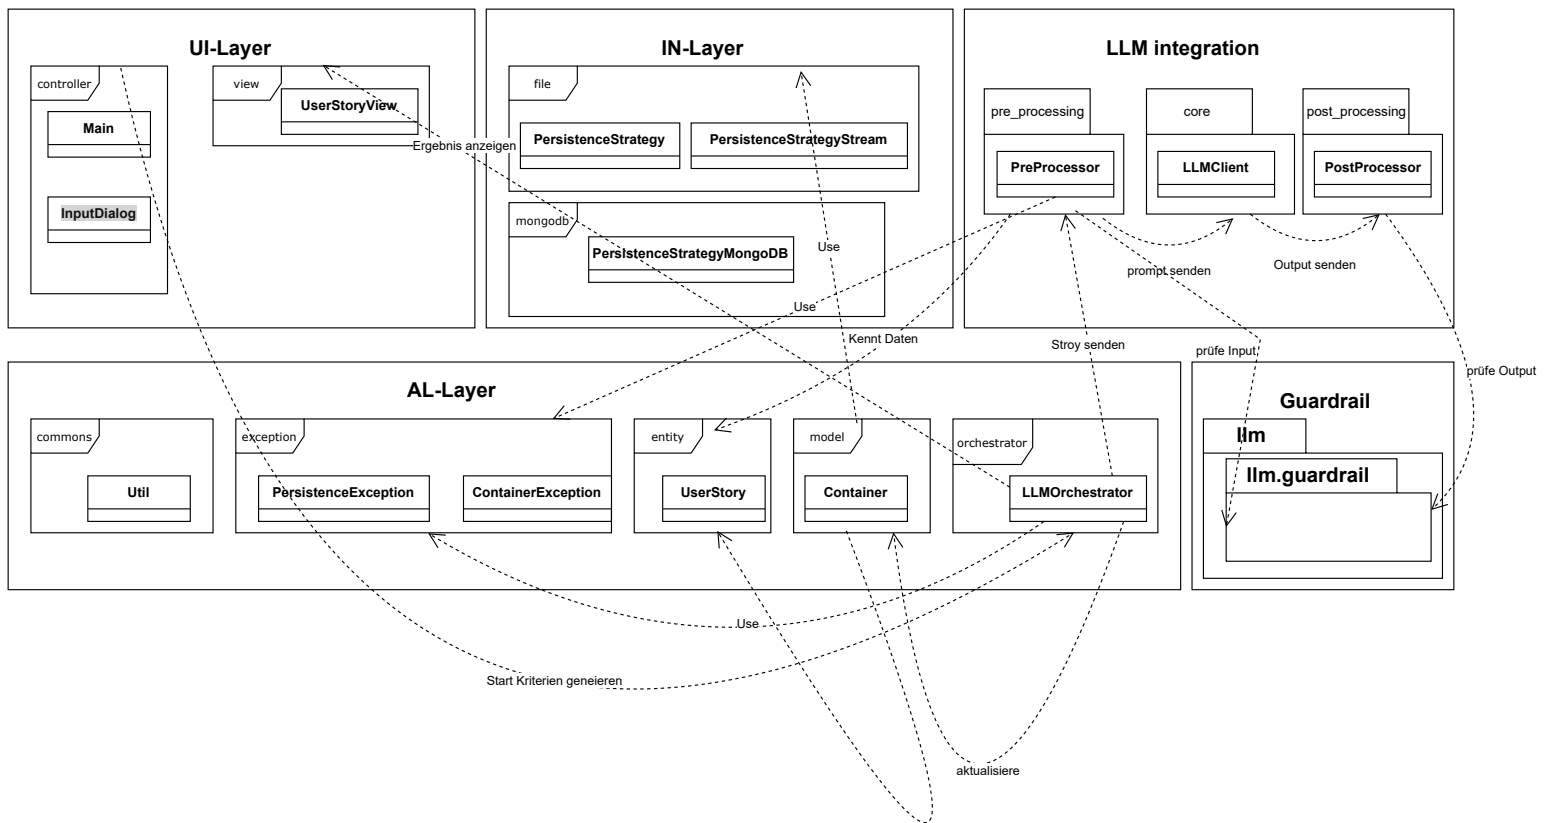 UI-Layer
controller
Main
InputDialog
view
UserStoryView
Ergebnis anzeigen
IN-Layer
file
PersistenceStrategy
PersistenceStrategyStream
mongodb
PersistenceStrategyMongoDB
Use
Use
LLM integration
pre_processing
PreProcessor
core
LLMClient
post_processing
PostProcessor
prompt senden
Output senden
Kennt Daten
Stroy senden
prüfe Input
prüfe Output
AL-Layer
commons
Util
exception
PersistenceException
ContainerException
entity
UserStory
model
Container
orchestrator
LLMOrchestrator
Guardrail
llm
llm.guardrail
Use
Start Kriterien geneieren
aktualisiere